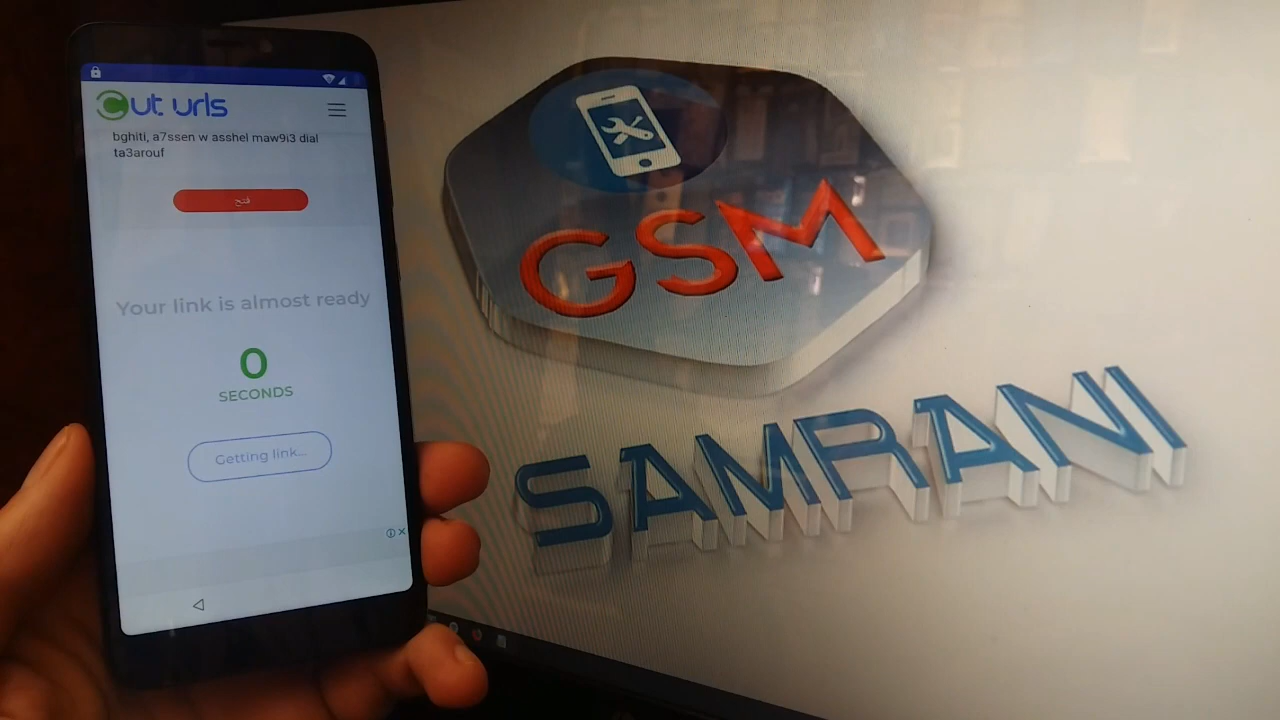 Cut urls
bghiti, a7ssen w asshel maw9i3 dial
ta3arouf
فتح
Your link is almost ready
0
SECONDS
Getting link...
GSM
SAMRANI